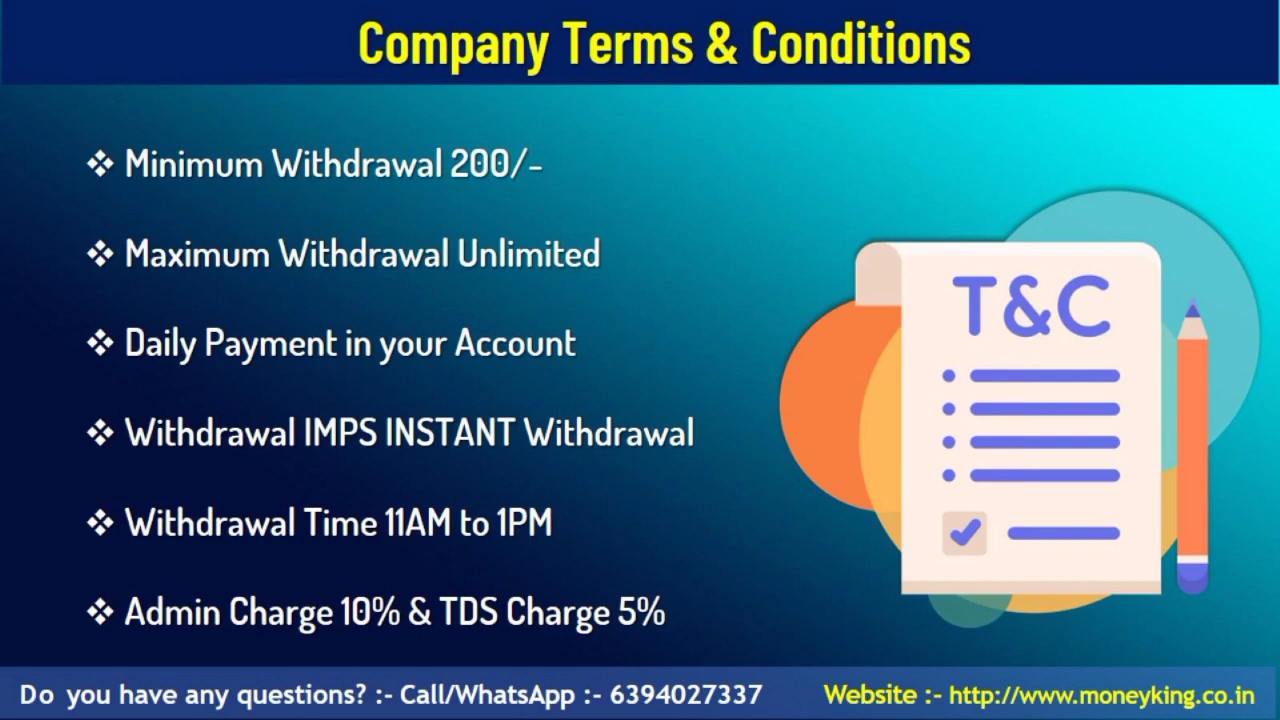 Company Terms & Conditions
❖ Minimum Withdrawal 200/-
❖ Maximum Withdrawal Unlimited
❖ Daily Payment in your Account
❖ Withdrawal IMPS INSTANT Withdrawal
❖ Withdrawal Time 11AM to 1PM
❖ Admin Charge 10% & TDS Charge 5%
T&C
Do you have any questions? :- Call/WhatsApp :- 6394027337 Website :- http://www.moneyking.co.in